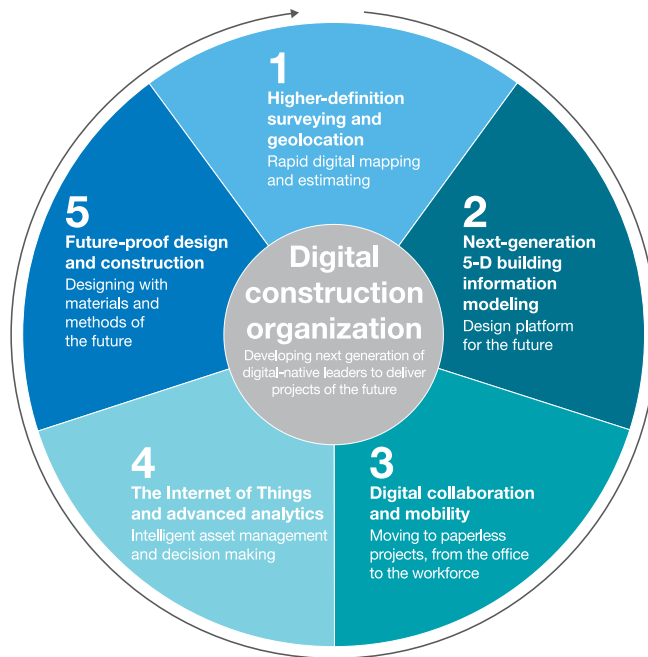 1
Higher-definition
surveying and
geolocation
Rapid digital mapping
and estimating
2
Next-generation
5-D building
information
modeling
Design platform
for the future
3
Digital collaboration
and mobility
Moving to paperless
projects, from the office
to the workforce
4
The Internet of Things
and advanced analytics
Intelligent asset management
and decision making
5
Future-proof design
and construction
Designing with
materials and
methods of
the future
Digital
construction
organization
Developing next generation of
digital-native leaders to deliver
projects of the future